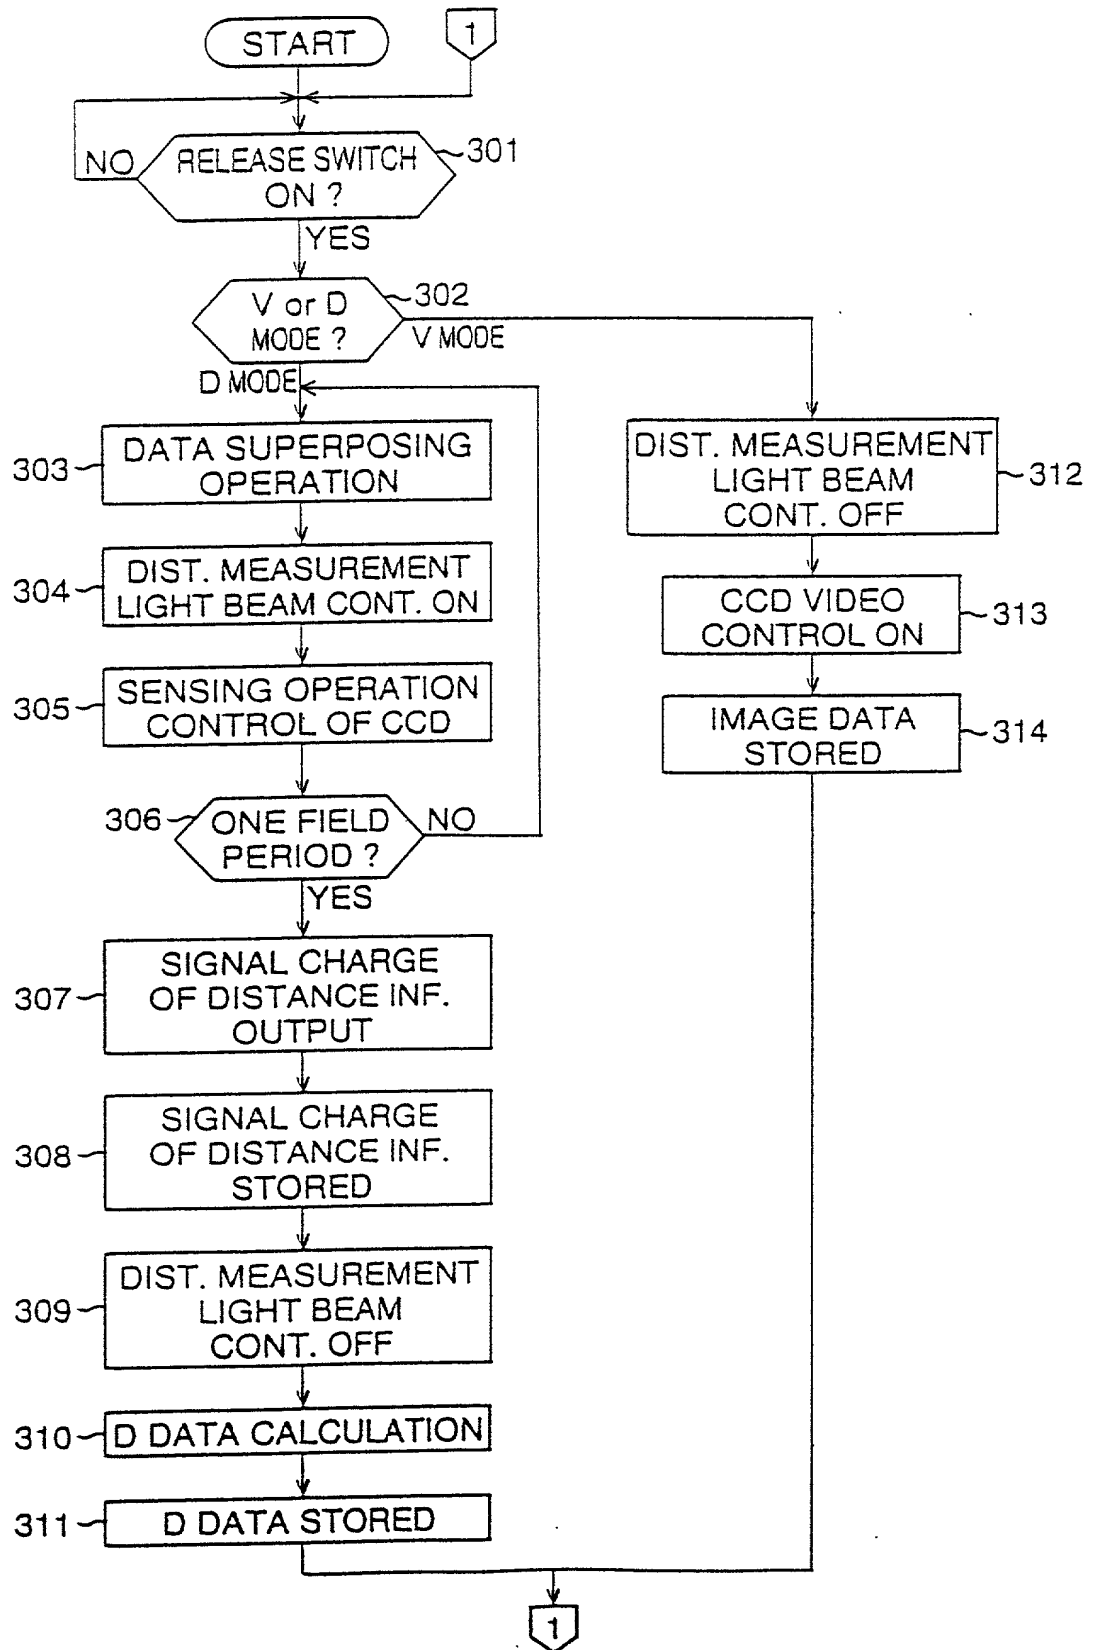 START
1
RELEASE SWITCH
ON ?
301
NO
YES
V or D
MODE ?
302
V MODE
D MODE
303
DATA SUPERPOSING
OPERATION
304
DIST. MEASUREMENT
LIGHT BEAM CONT. ON
305
SENSING OPERATION
CONTROL OF CCD
306
ONE FIELD
PERIOD ?
NO
YES
307
SIGNAL CHARGE
OF DISTANCE INF.
OUTPUT
308
SIGNAL CHARGE
OF DISTANCE INF.
STORED
309
DIST. MEASUREMENT
LIGHT BEAM
CONT. OFF
310
D DATA CALCULATION
311
D DATA STORED
DIST. MEASUREMENT
LIGHT BEAM
CONT. OFF
312
CCD VIDEO
CONTROL ON
313
IMAGE DATA
STORED
314
1